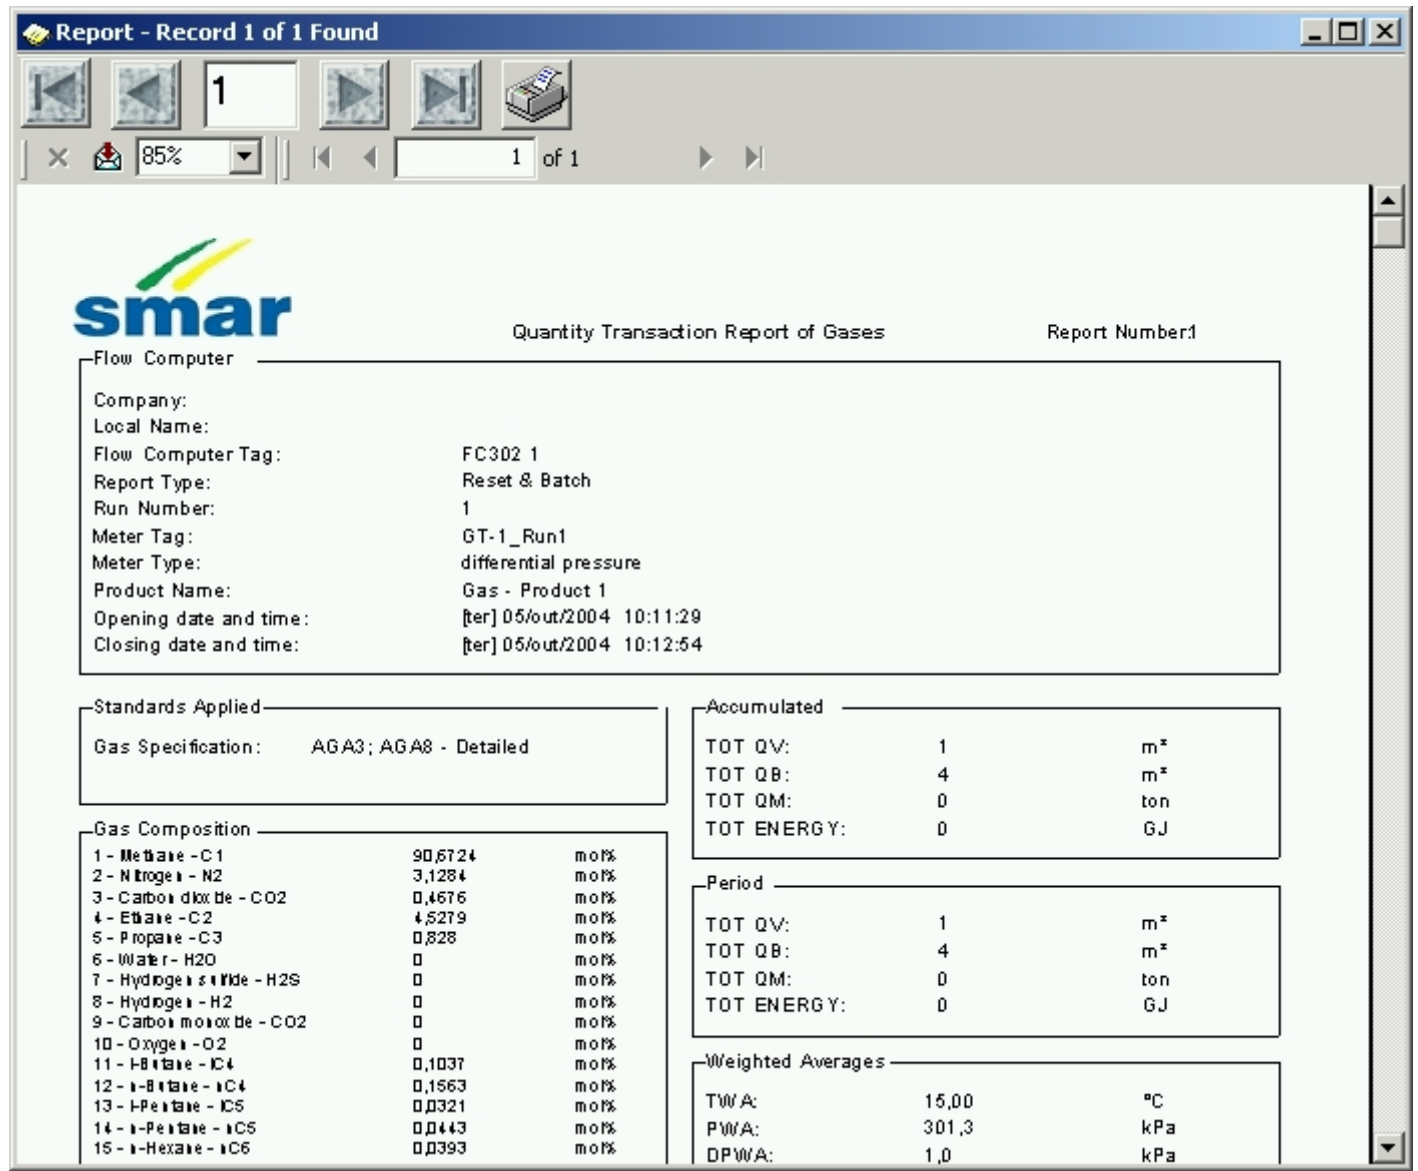 Report - Record 1 of 1 Found
1
85%
1 of 1
smar
Quantity Transaction Report of Gases Report Number:1
Flow Computer
Company:
Local Name:
Flow Computer Tag: FC302 1
Report Type: Reset & Batch
Run Number: 1
Meter Tag: GT-1_Run1
Meter Type: differential pressure
Product Name: Gas - Product 1
Opening date and time: [ter] 05/out/2004 10:11:29
Closing date and time: [ter] 05/out/2004 10:12:54
Standards Applied
Gas Specification: AGA3; AGA8 - Detailed
Gas Composition
1 - Methane - C1 90,6724 mol%
2 - Nitrogen - N2 3,1284 mol%
3 - Carbon dioxide - CO2 0,4676 mol%
4 - Ethane - C2 4,5279 mol%
5 - Propane - C3 0,828 mol%
6 - Water - H2O 0 mol%
7 - Hydrogen sulfide - H2S 0 mol%
8 - Hydrogen - H2 0 mol%
9 - Carbon monoxide - CO2 0 mol%
10 - Oxygen - O2 0 mol%
11 - I-Butane - IC4 0,1037 mol%
12 - n-Butane - nC4 0,1563 mol%
13 - I-Pentane - IC5 0,0321 mol%
14 - n-Pentane - nC5 0,0443 mol%
15 - n-Hexane - nC6 0,0393 mol%
Accumulated
TOT QV: 1 m³
TOT QB: 4 m³
TOT QM: 0 ton
TOT ENERGY: 0 GJ
Period
TOT QV: 1 m³
TOT QB: 4 m³
TOT QM: 0 ton
TOT ENERGY: 0 GJ
Weighted Averages
TWA: 15,00 ºC
PWA: 301,3 kPa
DPWA: 1,0 kPa